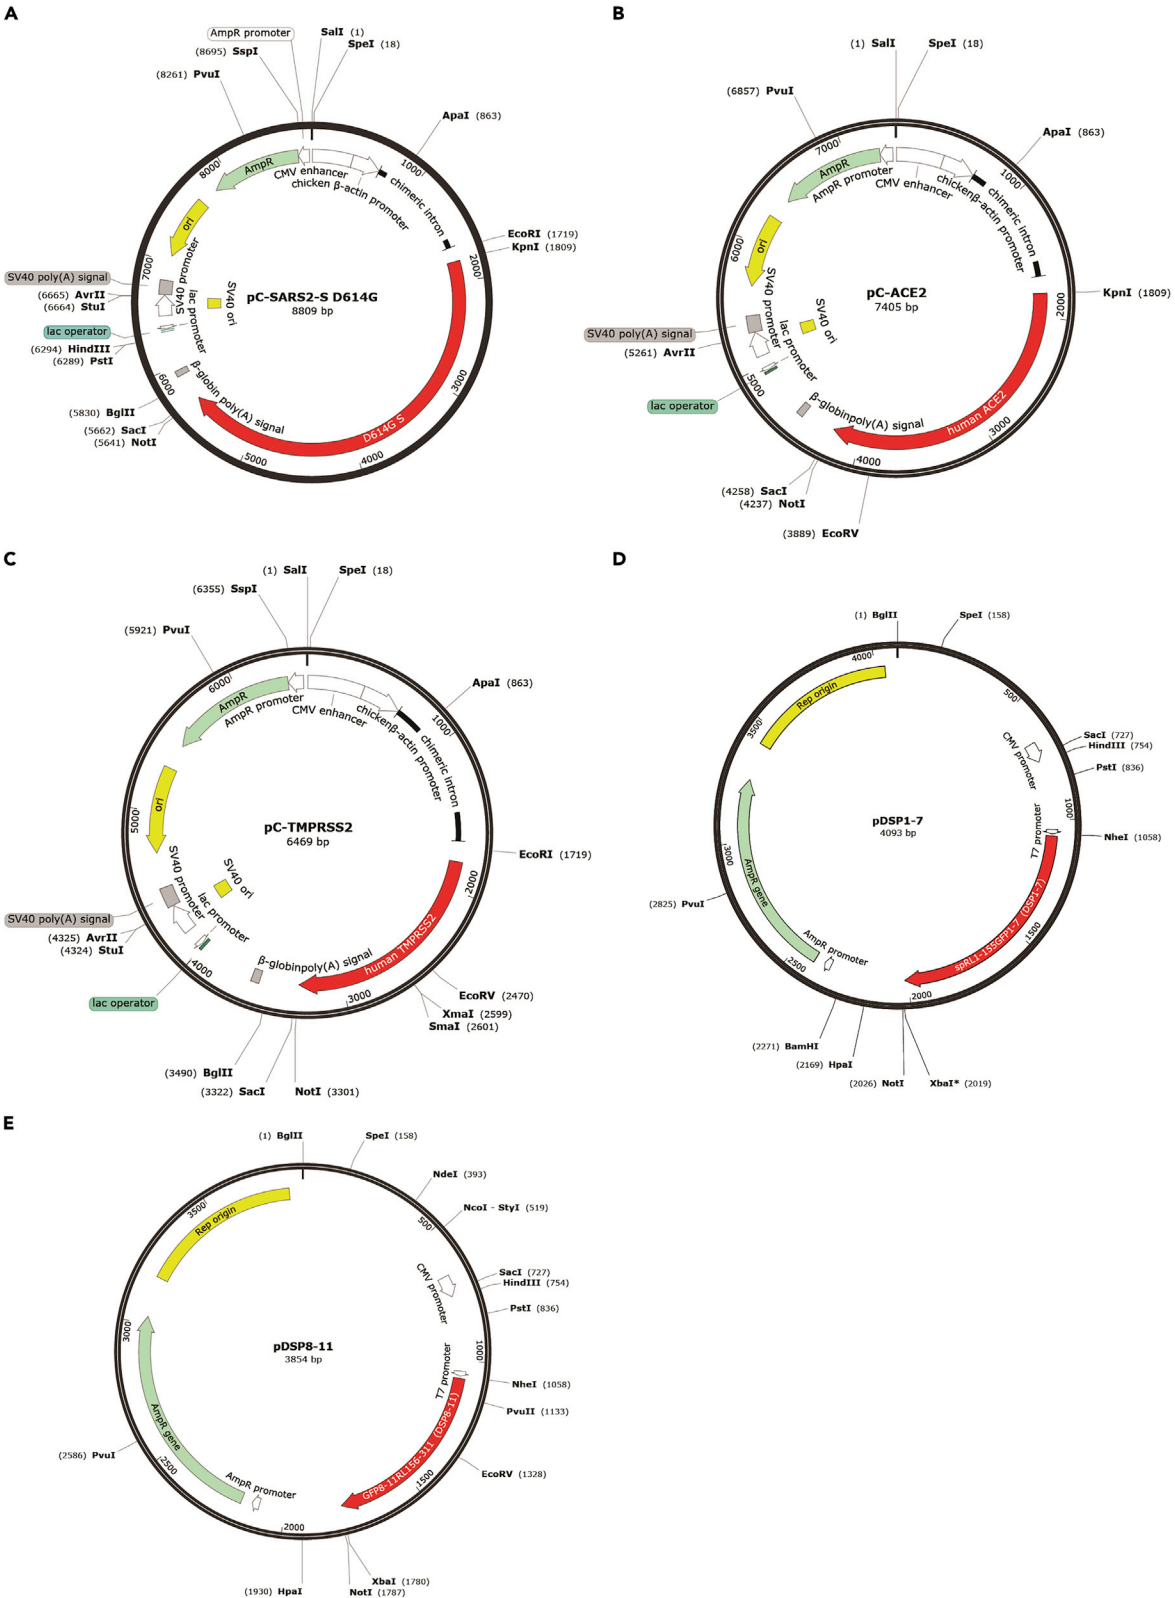 A
AmpR promoter
(8695) SspI
(8261) PvuI
SalI (1)
SpeI (18)
ApaI (863)
8000
AmpR
CMV enhancer
chicken β-actin promoter
1000
chimeric intron
EcoRI (1719)
KpnI (1809)
2000
ori
7000
SV40 promoter
SV40 poly(A) signal
(6665) AvrII
(6664) StuI
lac promoter
SV40 ori
pC-SARS2-S D614G
8809 bp
lac operator
(6294) HindIII
(6289) PstI
6000
β-globin poly(A) signal
3000
(5830) BglII
(5662) SacI
(5641) NotI
D614G S
5000
4000
B
(1) SalI
SpeI (18)
(6857) PvuI
ApaI (863)
7000
AmpR
AmpR promoter
CMV enhancer
chickenβ-actin promoter
1000
chimeric intron
6000
ori
KpnI (1809)
2000
pC-ACE2
7405 bp
SV40 promoter
SV40 ori
SV40 poly(A) signal
(5261) AvrII
lac promoter
5000
lac operator
β-globinpoly(A) signal
human ACE2
3000
4000
(4258) SacI
(4237) NotI
(3889) EcoRV
C
(1) SalI
SpeI (18)
(6355) SspI
(5921) PvuI
ApaI (863)
6000
AmpR
AmpR promoter
CMV enhancer
chickenβ-actin promoter
1000
chimeric intron
5000
ori
pC-TMPRSS2
6469 bp
EcoRI (1719)
2000
SV40 promoter
SV40 ori
SV40 poly(A) signal
(4325) AvrII
(4324) StuI
lac promoter
4000
lac operator
β-globinpoly(A) signal
human TMPRSS2
3000
EcoRV (2470)
XmaI (2599)
SmaI (2601)
(3490) BglII
(3322) SacI
NotI (3301)
D
(1) BglII
SpeI (158)
4000
Rep origin
500
3500
CMV promoter
SacI (727)
HindIII (754)
PstI (836)
1000
pDSP1-7
4093 bp
T7 promoter
NheI (1058)
3000
AmpR gene
(2825) PvuI
spRL1-155GFP1-7 (DSP1-7)
1500
AmpR promoter
2500
2000
(2271) BamHI
(2169) HpaI
(2026) NotI
XbaI* (2019)
E
(1) BglII
SpeI (158)
NdeI (393)
NcoI - StyI (519)
3500
Rep origin
500
CMV promoter
SacI (727)
HindIII (754)
PstI (836)
3000
pDSP8-11
3854 bp
1000
T7 promoter
NheI (1058)
PvuII (1133)
AmpR gene
(2586) PvuI
2500
GFP8-11RL156-311 (DSP8-11)
EcoRV (1328)
1500
AmpR promoter
2000
(1930) HpaI
XbaI (1780)
NotI (1787)